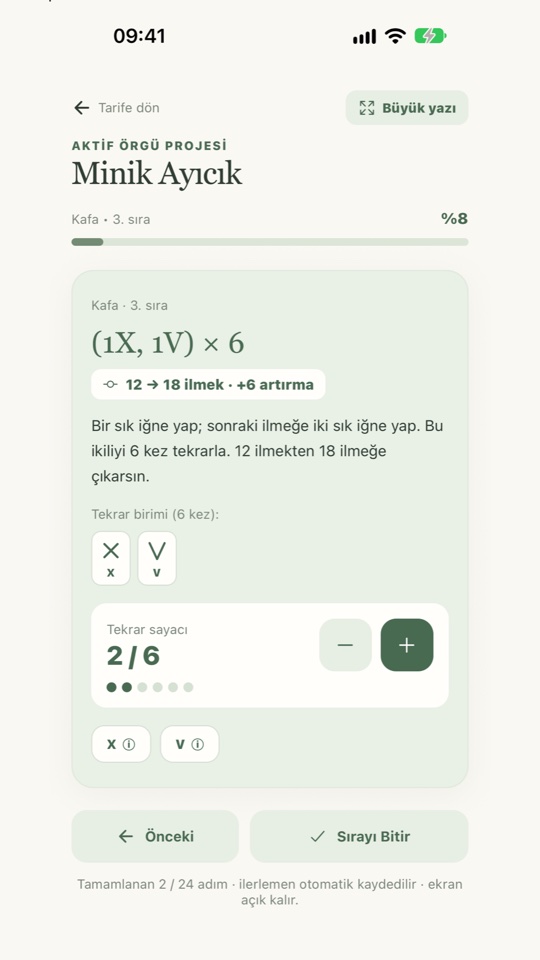 09:41
Tarife dön
Büyük yazı
AKTİF ÖRGÜ PROJESİ
Minik Ayıcık
Kafa • 3. sıra
%8
Kafa · 3. sıra
(1X, 1V) × 6
12 → 18 ilmek · +6 artırma
Bir sık iğne yap; sonraki ilmeğe iki sık iğne yap. Bu
ikiliyi 6 kez tekrarla. 12 ilmekten 18 ilmeğe
çıkarsın.
Tekrar birimi (6 kez):
x
v
Tekrar sayacı
2 / 6
x
v
Önceki
Sırayı Bitir
Tamamlanan 2 / 24 adım · ilerlemen otomatik kaydedilir · ekran
açık kalır.